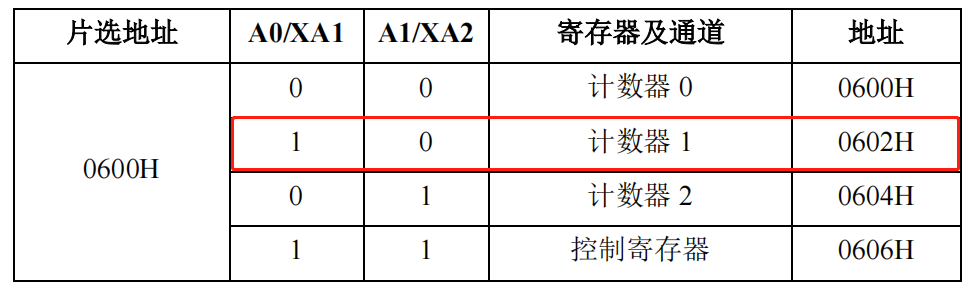 片选地址 A0/XA1 A1/XA2 寄存器及通道 地址
0600H
0 0 计数器 0 0600H
1 0 计数器 1 0602H
0 1 计数器 2 0604H
1 1 控制寄存器 0606H